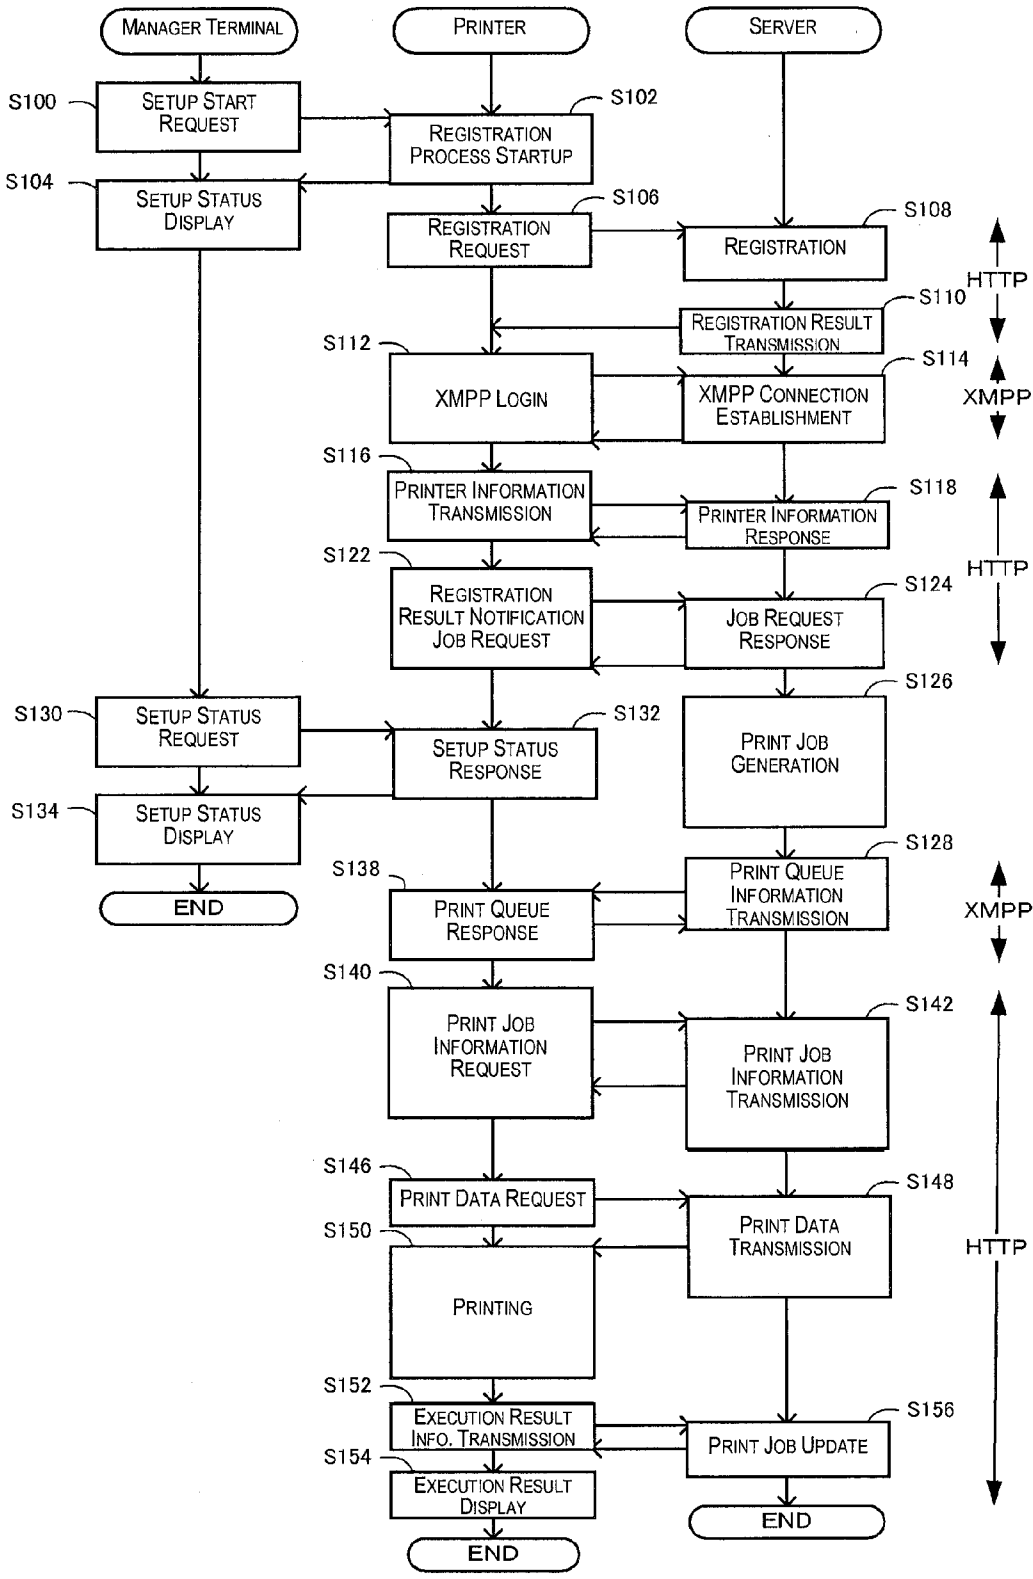 MANAGER TERMINAL
PRINTER
SERVER
S100
SETUP START
REQUEST
S102
REGISTRATION
PROCESS STARTUP
S104
SETUP STATUS
DISPLAY
S106
REGISTRATION
REQUEST
S108
REGISTRATION
HTTP
S110
REGISTRATION RESULT
TRANSMISSION
S112
XMPP LOGIN
S114
XMPP CONNECTION
ESTABLISHMENT
XMPP
S116
PRINTER INFORMATION
TRANSMISSION
S118
PRINTER INFORMATION
RESPONSE
HTTP
S122
REGISTRATION
RESULT NOTIFICATION
JOB REQUEST
S124
JOB REQUEST
RESPONSE
S126
PRINT JOB
GENERATION
S130
SETUP STATUS
REQUEST
S132
SETUP STATUS
RESPONSE
S134
SETUP STATUS
DISPLAY
END
S128
PRINT QUEUE
INFORMATION
TRANSMISSION
S138
PRINT QUEUE
RESPONSE
XMPP
S140
PRINT JOB
INFORMATION
REQUEST
S142
PRINT JOB
INFORMATION
TRANSMISSION
S146
PRINT DATA REQUEST
S148
PRINT DATA
TRANSMISSION
HTTP
S150
PRINTING
S152
EXECUTION RESULT
INFO. TRANSMISSION
S156
PRINT JOB UPDATE
S154
EXECUTION RESULT
DISPLAY
END
END